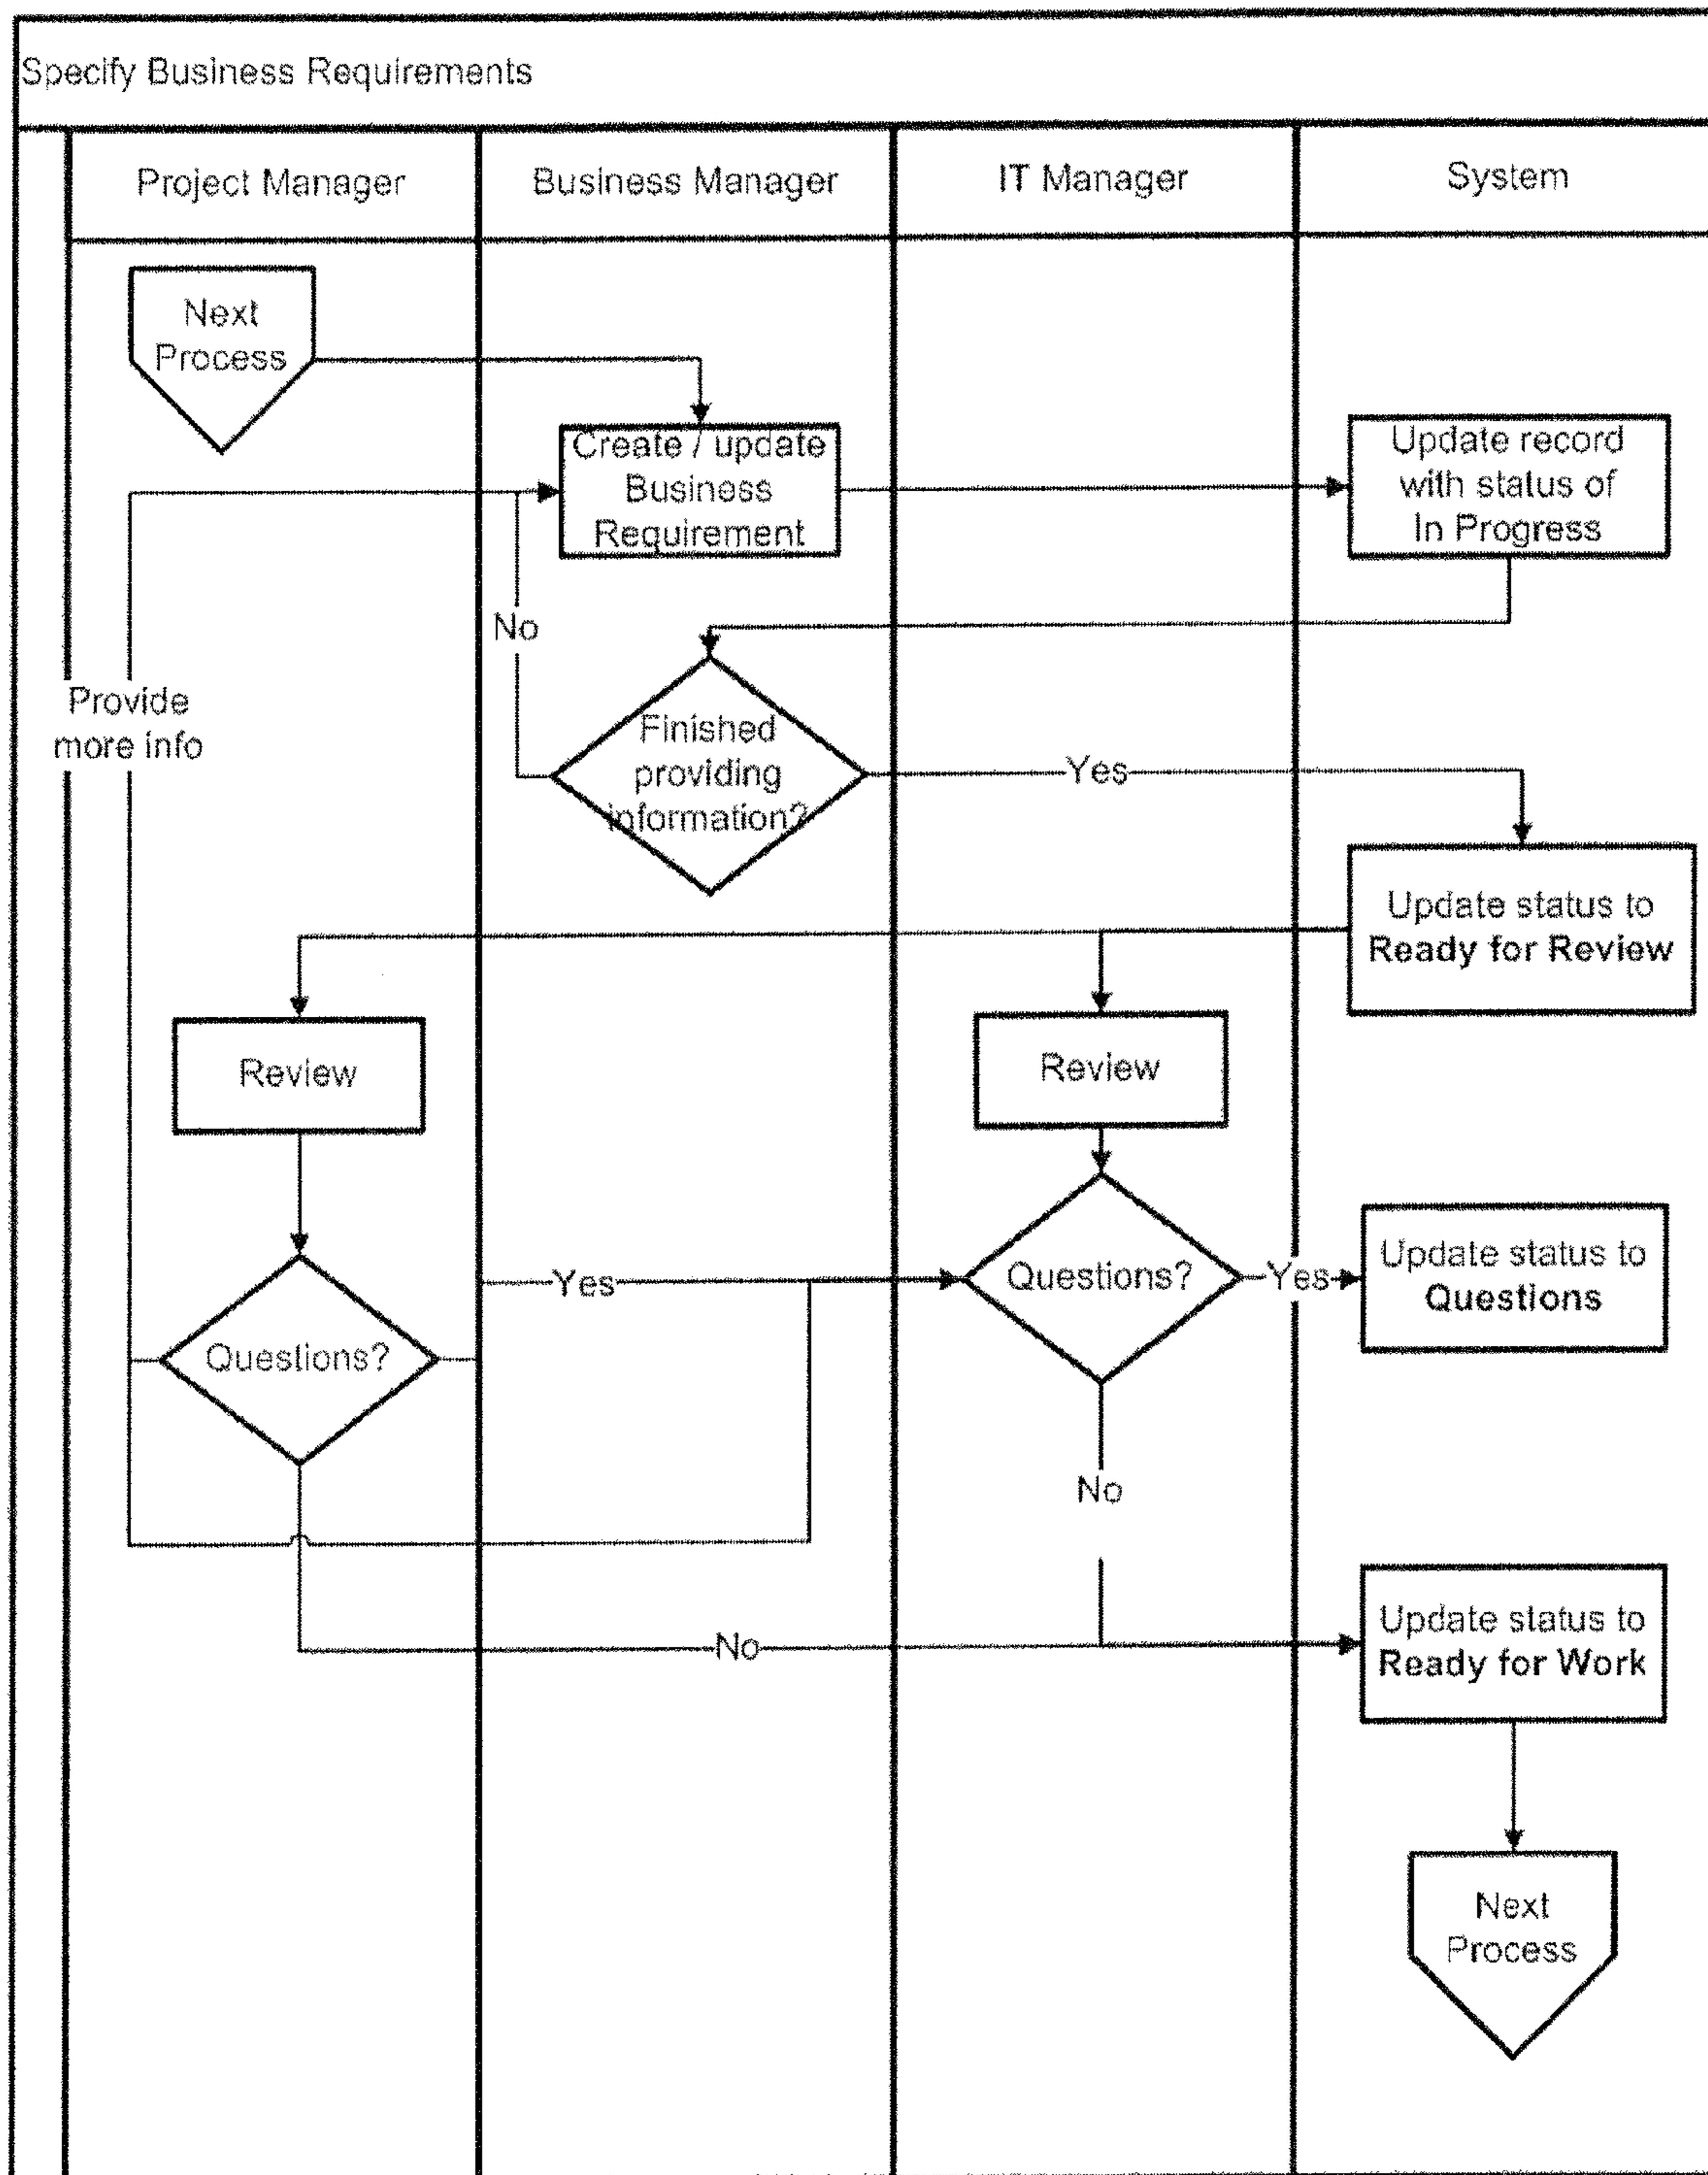 Specify Business Requirements
Project Manager
Business Manager
IT Manager
System
Next
Process
Create / update
Business
Requirement
Update record
with status of
In Progress
No
Provide
more info
Finished
providing
information?
Yes
Update status to
Ready for Review
Review
Review
Questions?
Yes
Questions?
Yes
Update status to
Questions
No
No
Update status to
Ready for Work
Next
Process